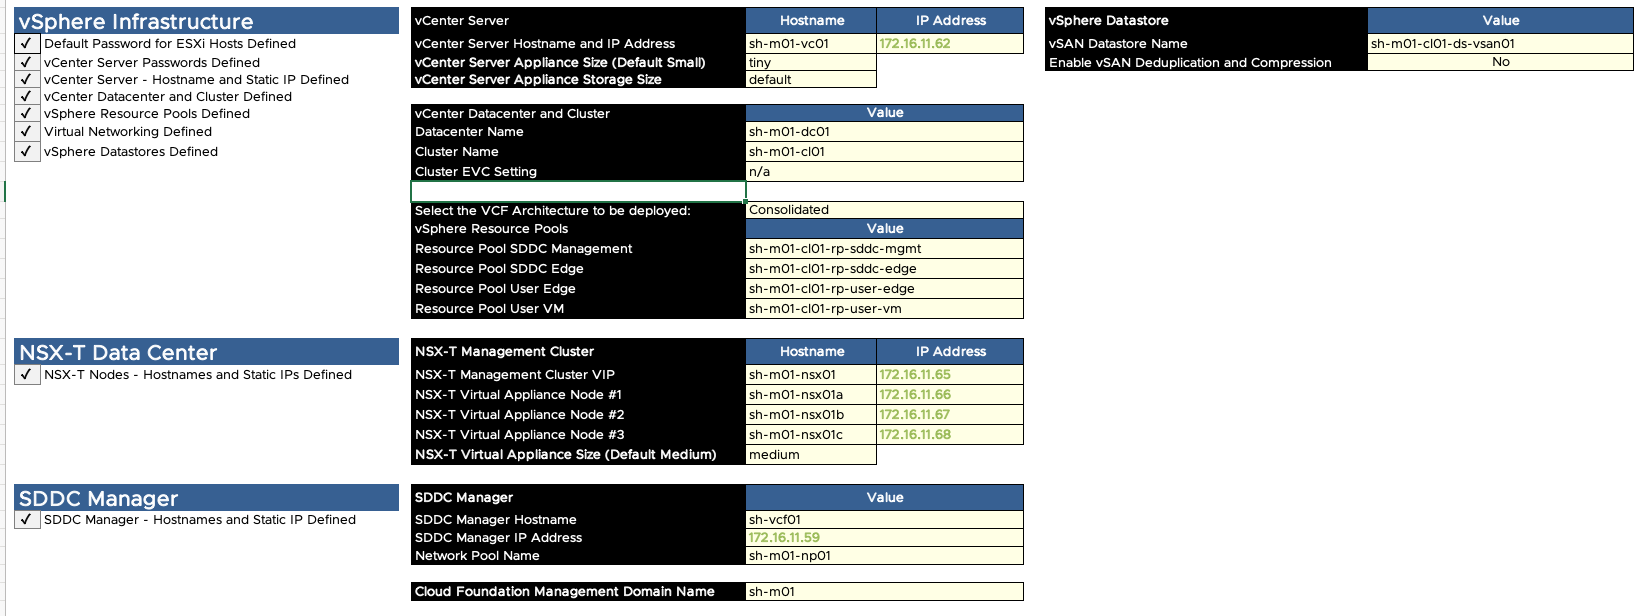 vSphere Infrastructure
Default Password for ESXi Hosts Defined
vCenter Server Passwords Defined
vCenter Server - Hostname and Static IP Defined
vCenter Datacenter and Cluster Defined
vSphere Resource Pools Defined
Virtual Networking Defined
vSphere Datastores Defined
vCenter Server Hostname IP Address
vCenter Server Hostname and IP Address sh-m01-vc01 172.16.11.62
vCenter Server Appliance Size (Default Small) tiny
vCenter Server Appliance Storage Size default
vSphere Datastore Value
vSAN Datastore Name sh-m01-cl01-ds-vsan01
Enable vSAN Deduplication and Compression No
vCenter Datacenter and Cluster Value
Datacenter Name sh-m01-dc01
Cluster Name sh-m01-cl01
Cluster EVC Setting n/a
Select the VCF Architecture to be deployed: Consolidated
vSphere Resource Pools Value
Resource Pool SDDC Management sh-m01-cl01-rp-sddc-mgmt
Resource Pool SDDC Edge sh-m01-cl01-rp-sddc-edge
Resource Pool User Edge sh-m01-cl01-rp-user-edge
Resource Pool User VM sh-m01-cl01-rp-user-vm
NSX-T Data Center
NSX-T Nodes - Hostnames and Static IPs Defined
NSX-T Management Cluster Hostname IP Address
NSX-T Management Cluster VIP sh-m01-nsx01 172.16.11.65
NSX-T Virtual Appliance Node #1 sh-m01-nsx01a 172.16.11.66
NSX-T Virtual Appliance Node #2 sh-m01-nsx01b 172.16.11.67
NSX-T Virtual Appliance Node #3 sh-m01-nsx01c 172.16.11.68
NSX-T Virtual Appliance Size (Default Medium) medium
SDDC Manager
SDDC Manager - Hostnames and Static IP Defined
SDDC Manager Value
SDDC Manager Hostname sh-vcf01
SDDC Manager IP Address 172.16.11.59
Network Pool Name sh-m01-np01
Cloud Foundation Management Domain Name sh-m01